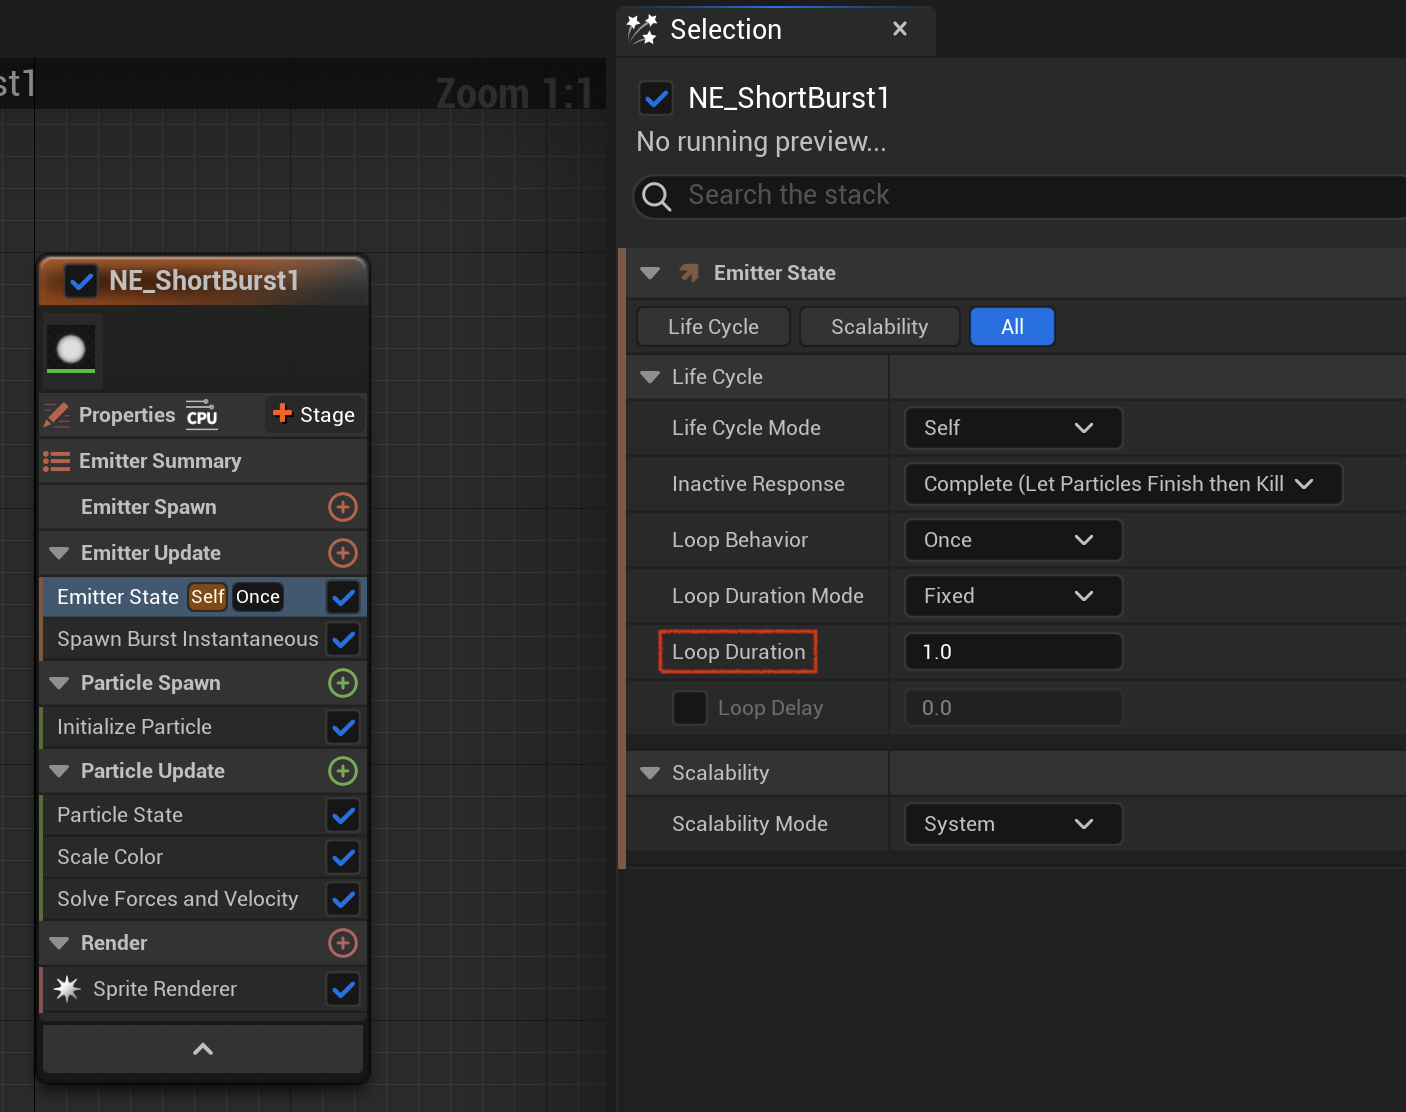 st1
Zoom 1:1
NE_ShortBurst1
Properties CPU Stage
Emitter Summary
Emitter Spawn
Emitter Update
Emitter State Self Once
Spawn Burst Instantaneous
Particle Spawn
Initialize Particle
Particle Update
Particle State
Scale Color
Solve Forces and Velocity
Render
Sprite Renderer
Selection
NE_ShortBurst1
No running preview...
Search the stack
Emitter State
Life Cycle Scalability All
Life Cycle
Life Cycle Mode Self
Inactive Response Complete (Let Particles Finish then Kill
Loop Behavior Once
Loop Duration Mode Fixed
Loop Duration 1.0
Loop Delay 0.0
Scalability
Scalability Mode System